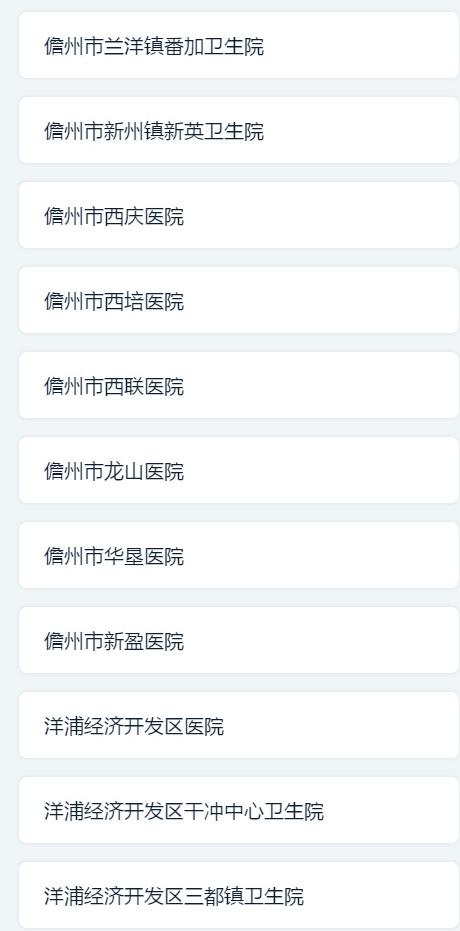 儋州市兰洋镇番加卫生院
儋州市新州镇新英卫生院
儋州市西庆医院
儋州市西培医院
儋州市西联医院
儋州市龙山医院
儋州市华垦医院
儋州市新盈医院
洋浦经济开发区医院
洋浦经济开发区干冲中心卫生院
洋浦经济开发区三都镇卫生院